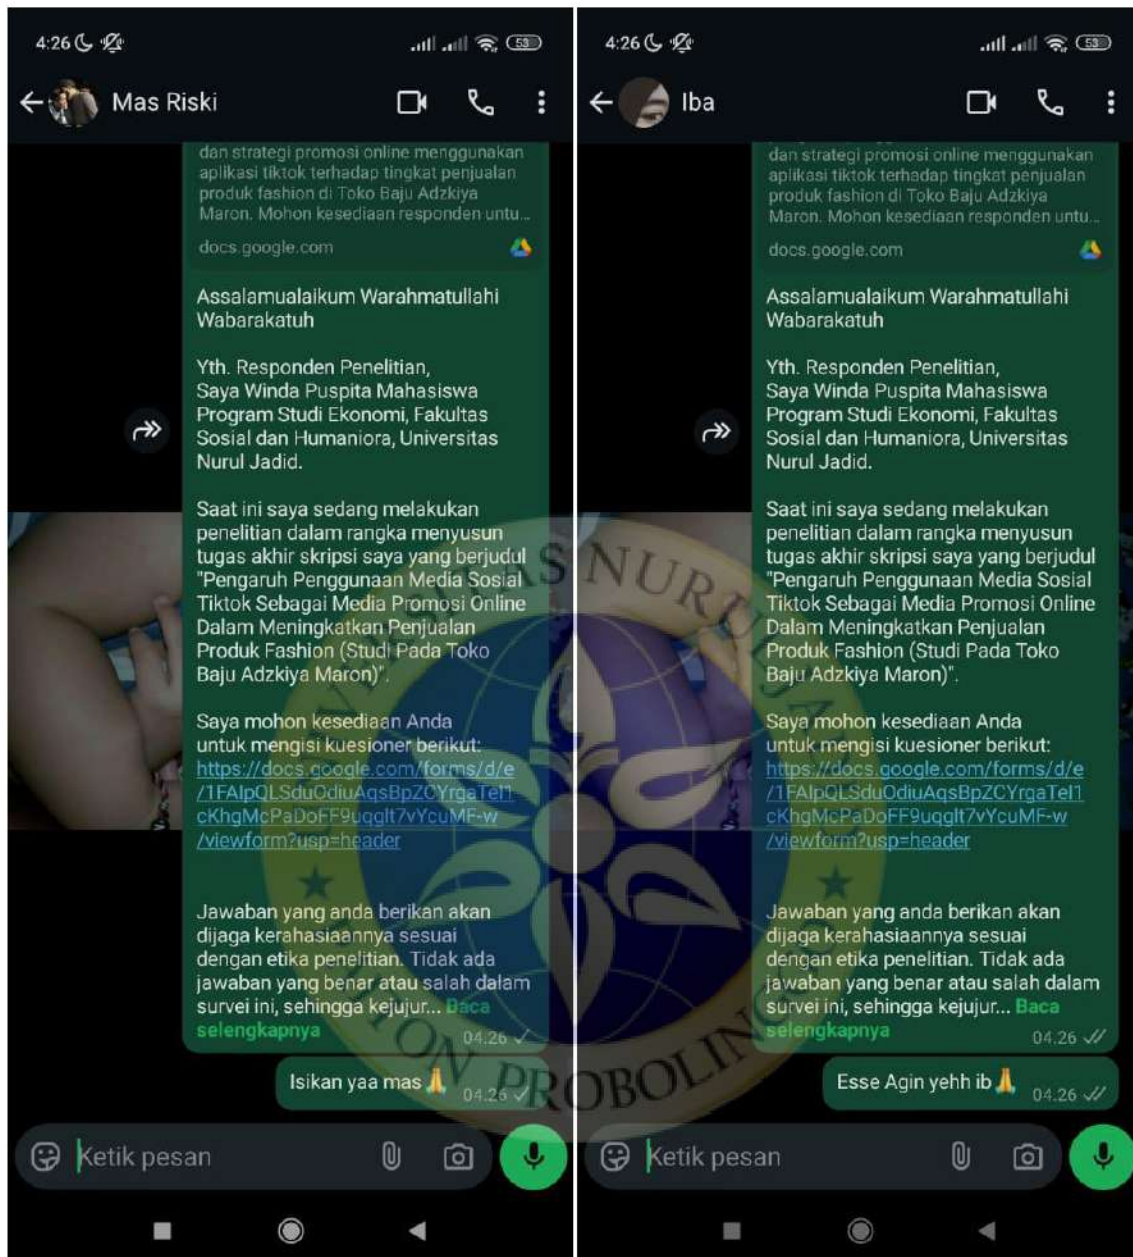 4:26
53
Mas Riski
dan strategi promosi online menggunakan
aplikasi tiktok terhadap tingkat penjualan
produk fashion di Toko Baju Adzkiya
Maron. Mohon kesediaan responden untu...
docs.google.com
Assalamualaikum Warahmatullahi
Wabarakatuh
Yth. Responden Penelitian,
Saya Winda Puspita Mahasiswa
Program Studi Ekonomi, Fakultas
Sosial dan Humaniora, Universitas
Nurul Jadid.
Saat ini saya sedang melakukan
penelitian dalam rangka menyusun
tugas akhir skripsi saya yang berjudul
"Pengaruh Penggunaan Media Sosial
Tiktok Sebagai Media Promosi Online
Dalam Meningkatkan Penjualan
Produk Fashion (Studi Pada Toko
Baju Adzkiya Maron)".
Saya mohon kesediaan Anda
untuk mengisi kuesioner berikut:
https://docs.google.com/forms/d/e
/1FAIpQLSduOdiuAqsBpZCYrgaTel1
cKhgMcPaDoFF9uqglt7vYcuMF-w
/viewform?usp=header
Jawaban yang anda berikan akan
dijaga kerahasiaannya sesuai
dengan etika penelitian. Tidak ada
jawaban yang benar atau salah dalam
survei ini, sehingga kejujur... Baca
selengkapnya
04.26
Isikan yaa mas🙏
04.26
Ketik pesan
4:26
53
Iba
dan strategi promosi online menggunakan
aplikasi tiktok terhadap tingkat penjualan
produk fashion di Toko Baju Adzkiya
Maron. Mohon kesediaan responden untu...
docs.google.com
Assalamualaikum Warahmatullahi
Wabarakatuh
Yth. Responden Penelitian,
Saya Winda Puspita Mahasiswa
Program Studi Ekonomi, Fakultas
Sosial dan Humaniora, Universitas
Nurul Jadid.
Saat ini saya sedang melakukan
penelitian dalam rangka menyusun
tugas akhir skripsi saya yang berjudul
"Pengaruh Penggunaan Media Sosial
Tiktok Sebagai Media Promosi Online
Dalam Meningkatkan Penjualan
Produk Fashion (Studi Pada Toko
Baju Adzkiya Maron)".
Saya mohon kesediaan Anda
untuk mengisi kuesioner berikut:
https://docs.google.com/forms/d/e
/1FAIpQLSduOdiuAqsBpZCYrgaTel1
cKhgMcPaDoFF9uqglt7vYcuMF-w
/viewform?usp=header
Jawaban yang anda berikan akan
dijaga kerahasiaannya sesuai
dengan etika penelitian. Tidak ada
jawaban yang benar atau salah dalam
survei ini, sehingga kejujur... Baca
selengkapnya
04.26
Esse Agin yehh ib🙏
04.26
Ketik pesan
UNIVERSITAS NURUL JADID
PAITON PROBOLINGGO